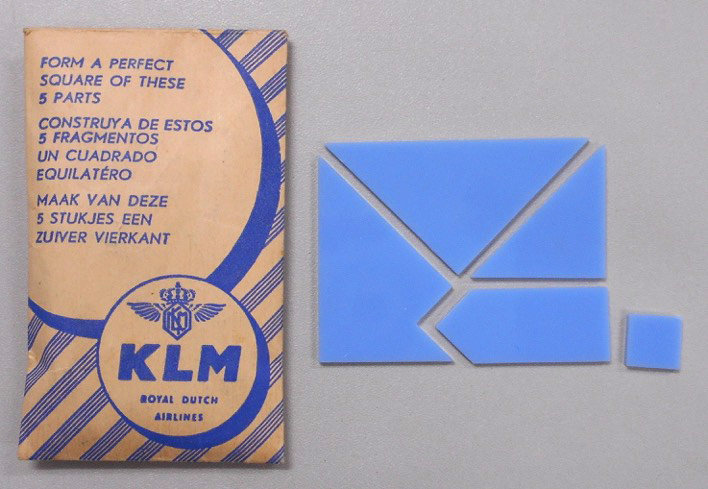 FORM A PERFECT
SQUARE OF THESE
5 PARTS
CONSTRUYA DE ESTOS
5 FRAGMENTOS
UN CUADRADO
EQUILATÉRO
MAAK VAN DEZE
5 STUKJES EEN
ZUIVER VIERKANT
KLM
ROYAL DUTCH
AIRLINES